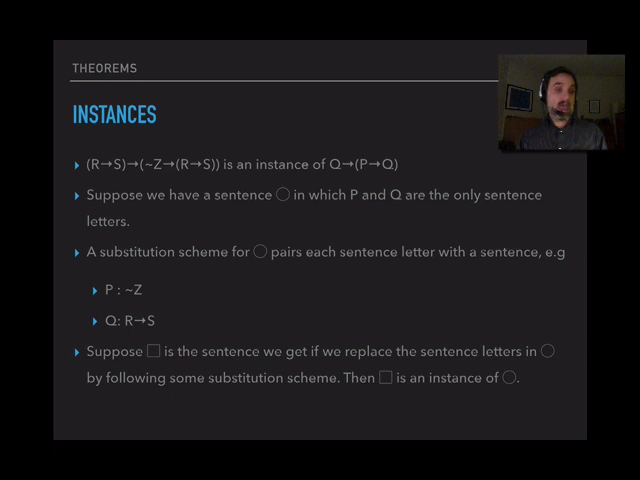 THEOREMS
INSTANCES
(R→S)→(~Z→(R→S)) is an instance of Q→(P→Q)
Suppose we have a sentence ◯ in which P and Q are the only sentence
letters.
A substitution scheme for ◯ pairs each sentence letter with a sentence, e.g
P : ~Z
Q: R→S
Suppose □ is the sentence we get if we replace the sentence letters in ◯
by following some substitution scheme. Then □ is an instance of ◯.